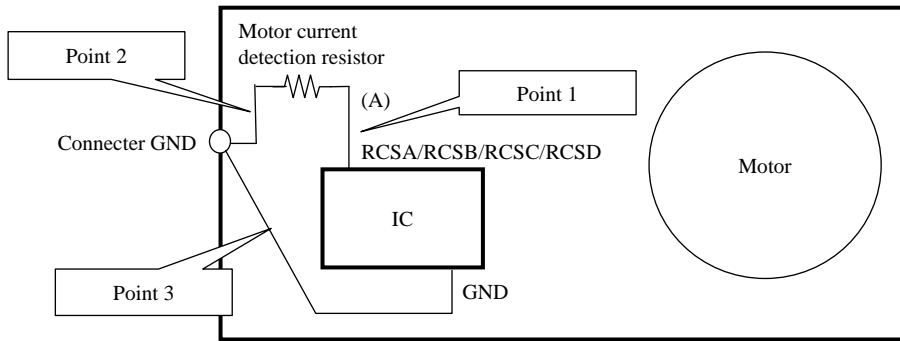 Motor current
detection resistor
Point 2
(A)
Point 1
Connecter GND
RCSA/RCSB/RCSC/RCSD
Motor
IC
Point 3
GND